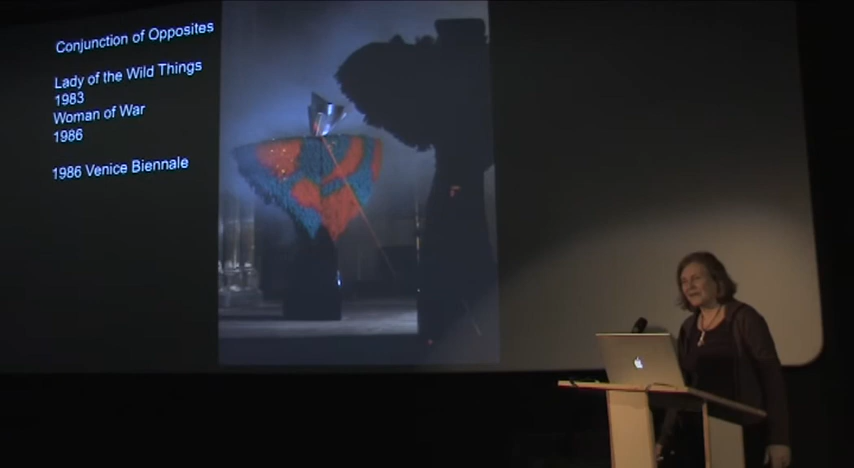 Conjunction of Opposites
Lady of the Wild Things
1983
Woman of War
1986
1986 Venice Biennale